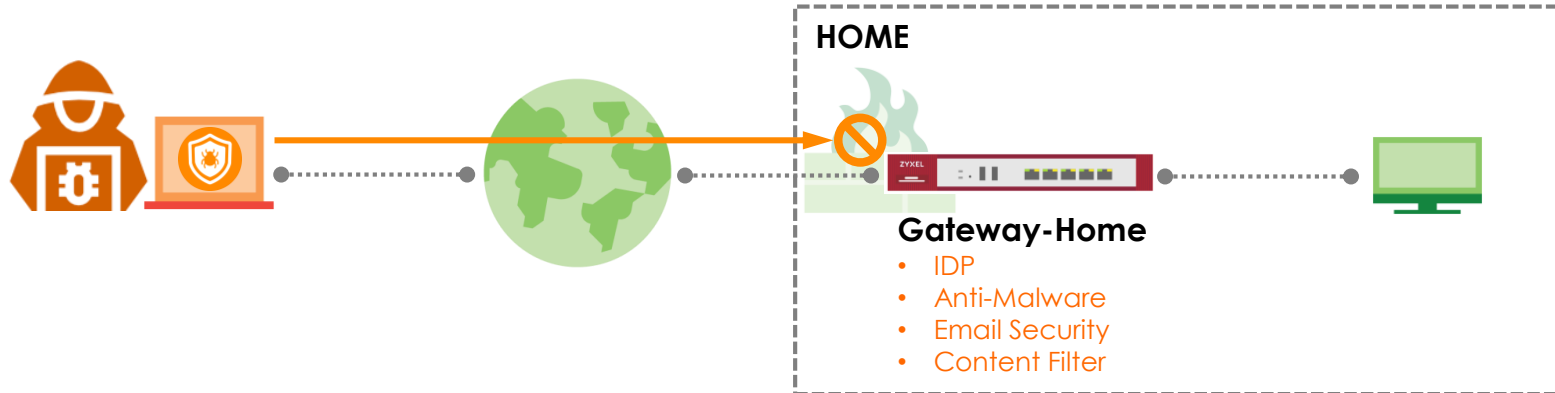 HOME
ZYXEL
Gateway-Home
• IDP
• Anti-Malware
• Email Security
• Content Filter